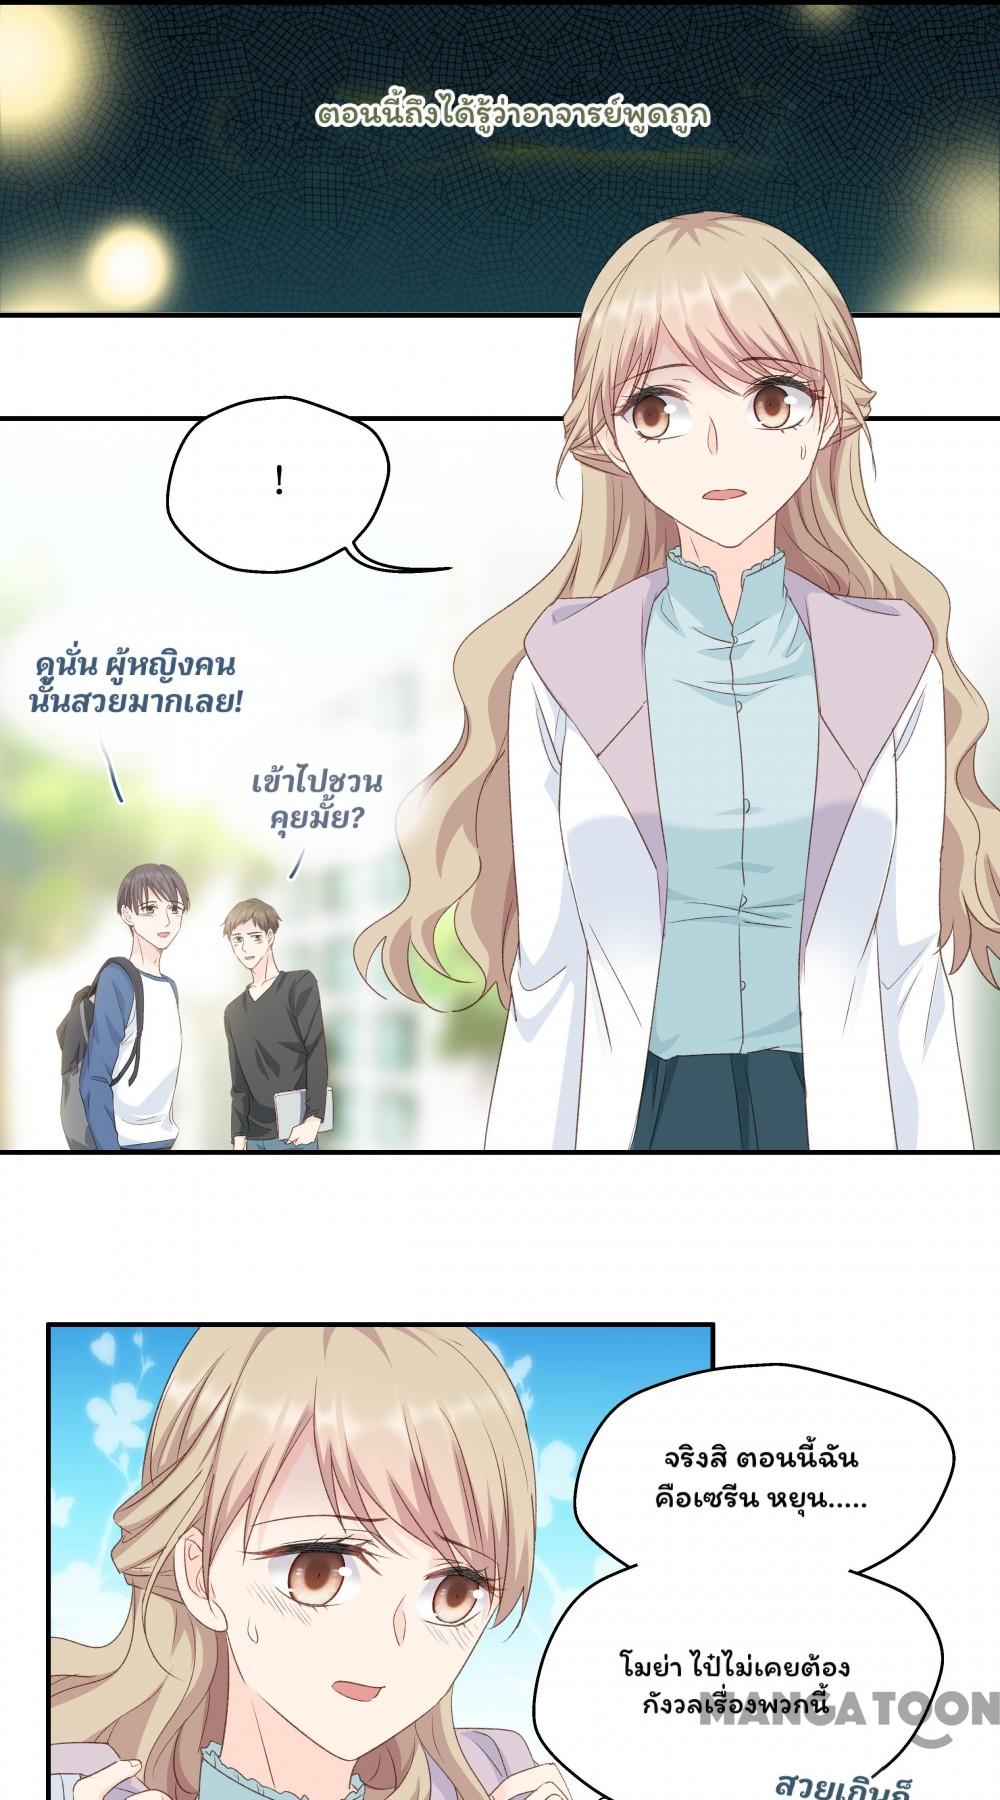 ตอนนี้ถึงได้รู้ว่าอาจารย์พูดถูก
!
ดูนั่น ผู้หญิงคน
นั้นสวยมากเลย!
เข้าไปชวน
คุยมั้ย?
จริงสิ ตอนนี้ฉัน
คือเซรีน หยุน.....
โมย่า ไป๋ไม่เคยต้อง
กังวลเรื่องพวกนี้
MANGATOON
สวยเกินก็